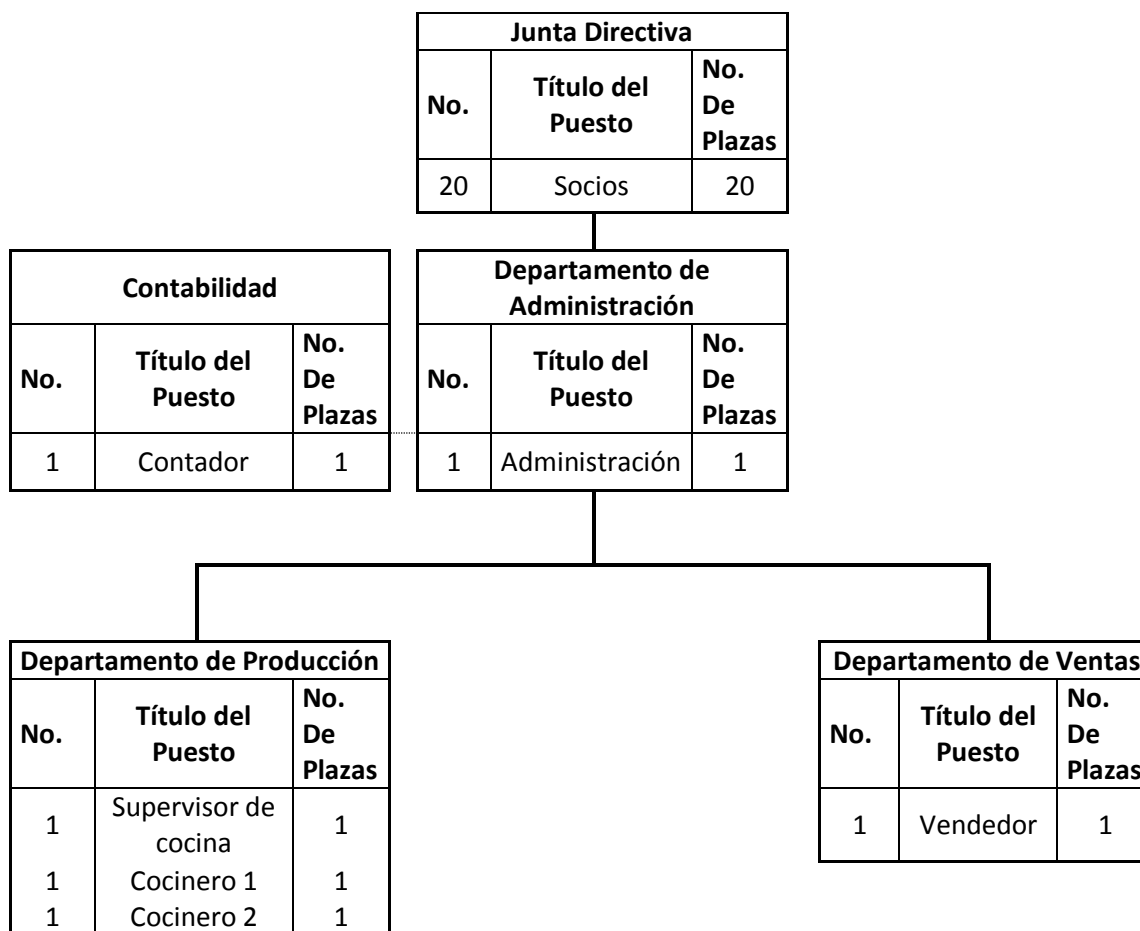 Junta Directiva
No. Título del Puesto No. De Plazas
20 Socios 20
Contabilidad
No. Título del Puesto No. De Plazas
1 Contador 1
Departamento de
Administración
No. Título del Puesto No. De Plazas
1 Administración 1
Departamento de Producción
No. Título del Puesto No. De Plazas
1 Supervisor de cocina 1
1 Cocinero 1 1
1 Cocinero 2 1
Departamento de Ventas
No. Título del Puesto No. De Plazas
1 Vendedor 1